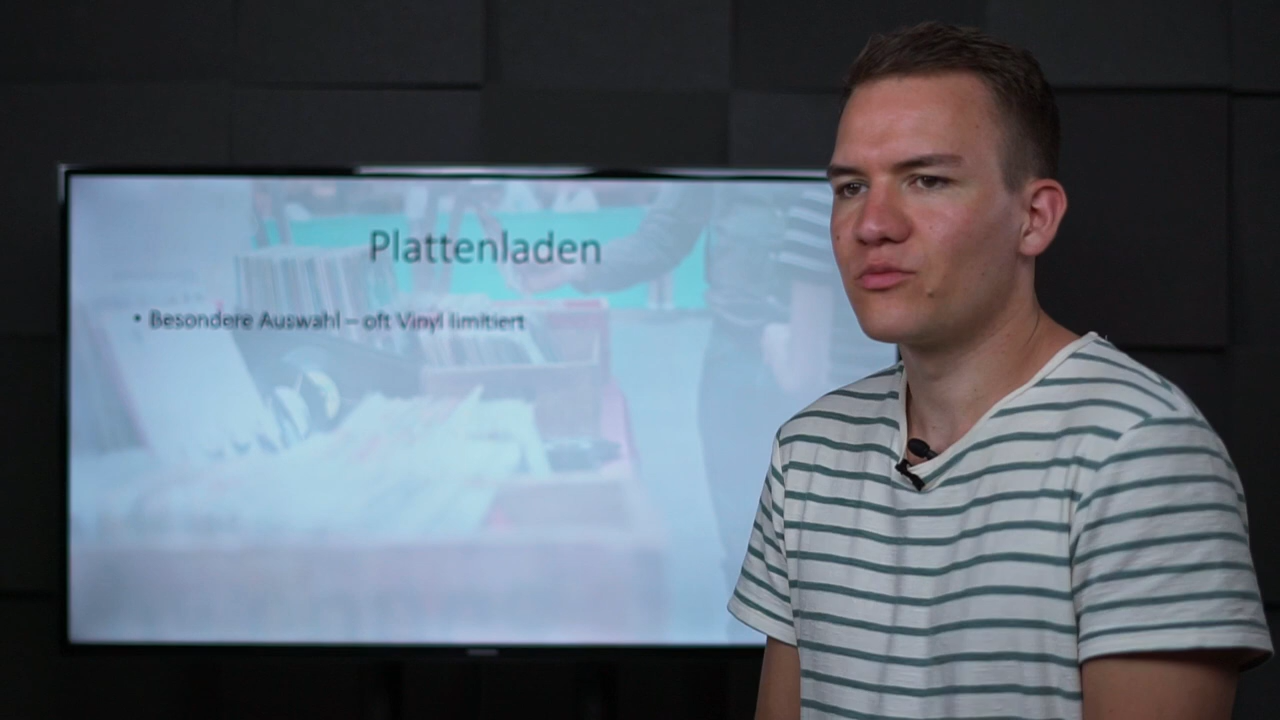 Plattenladen
• Besondere Auswahl – oft Vinyl limitiert